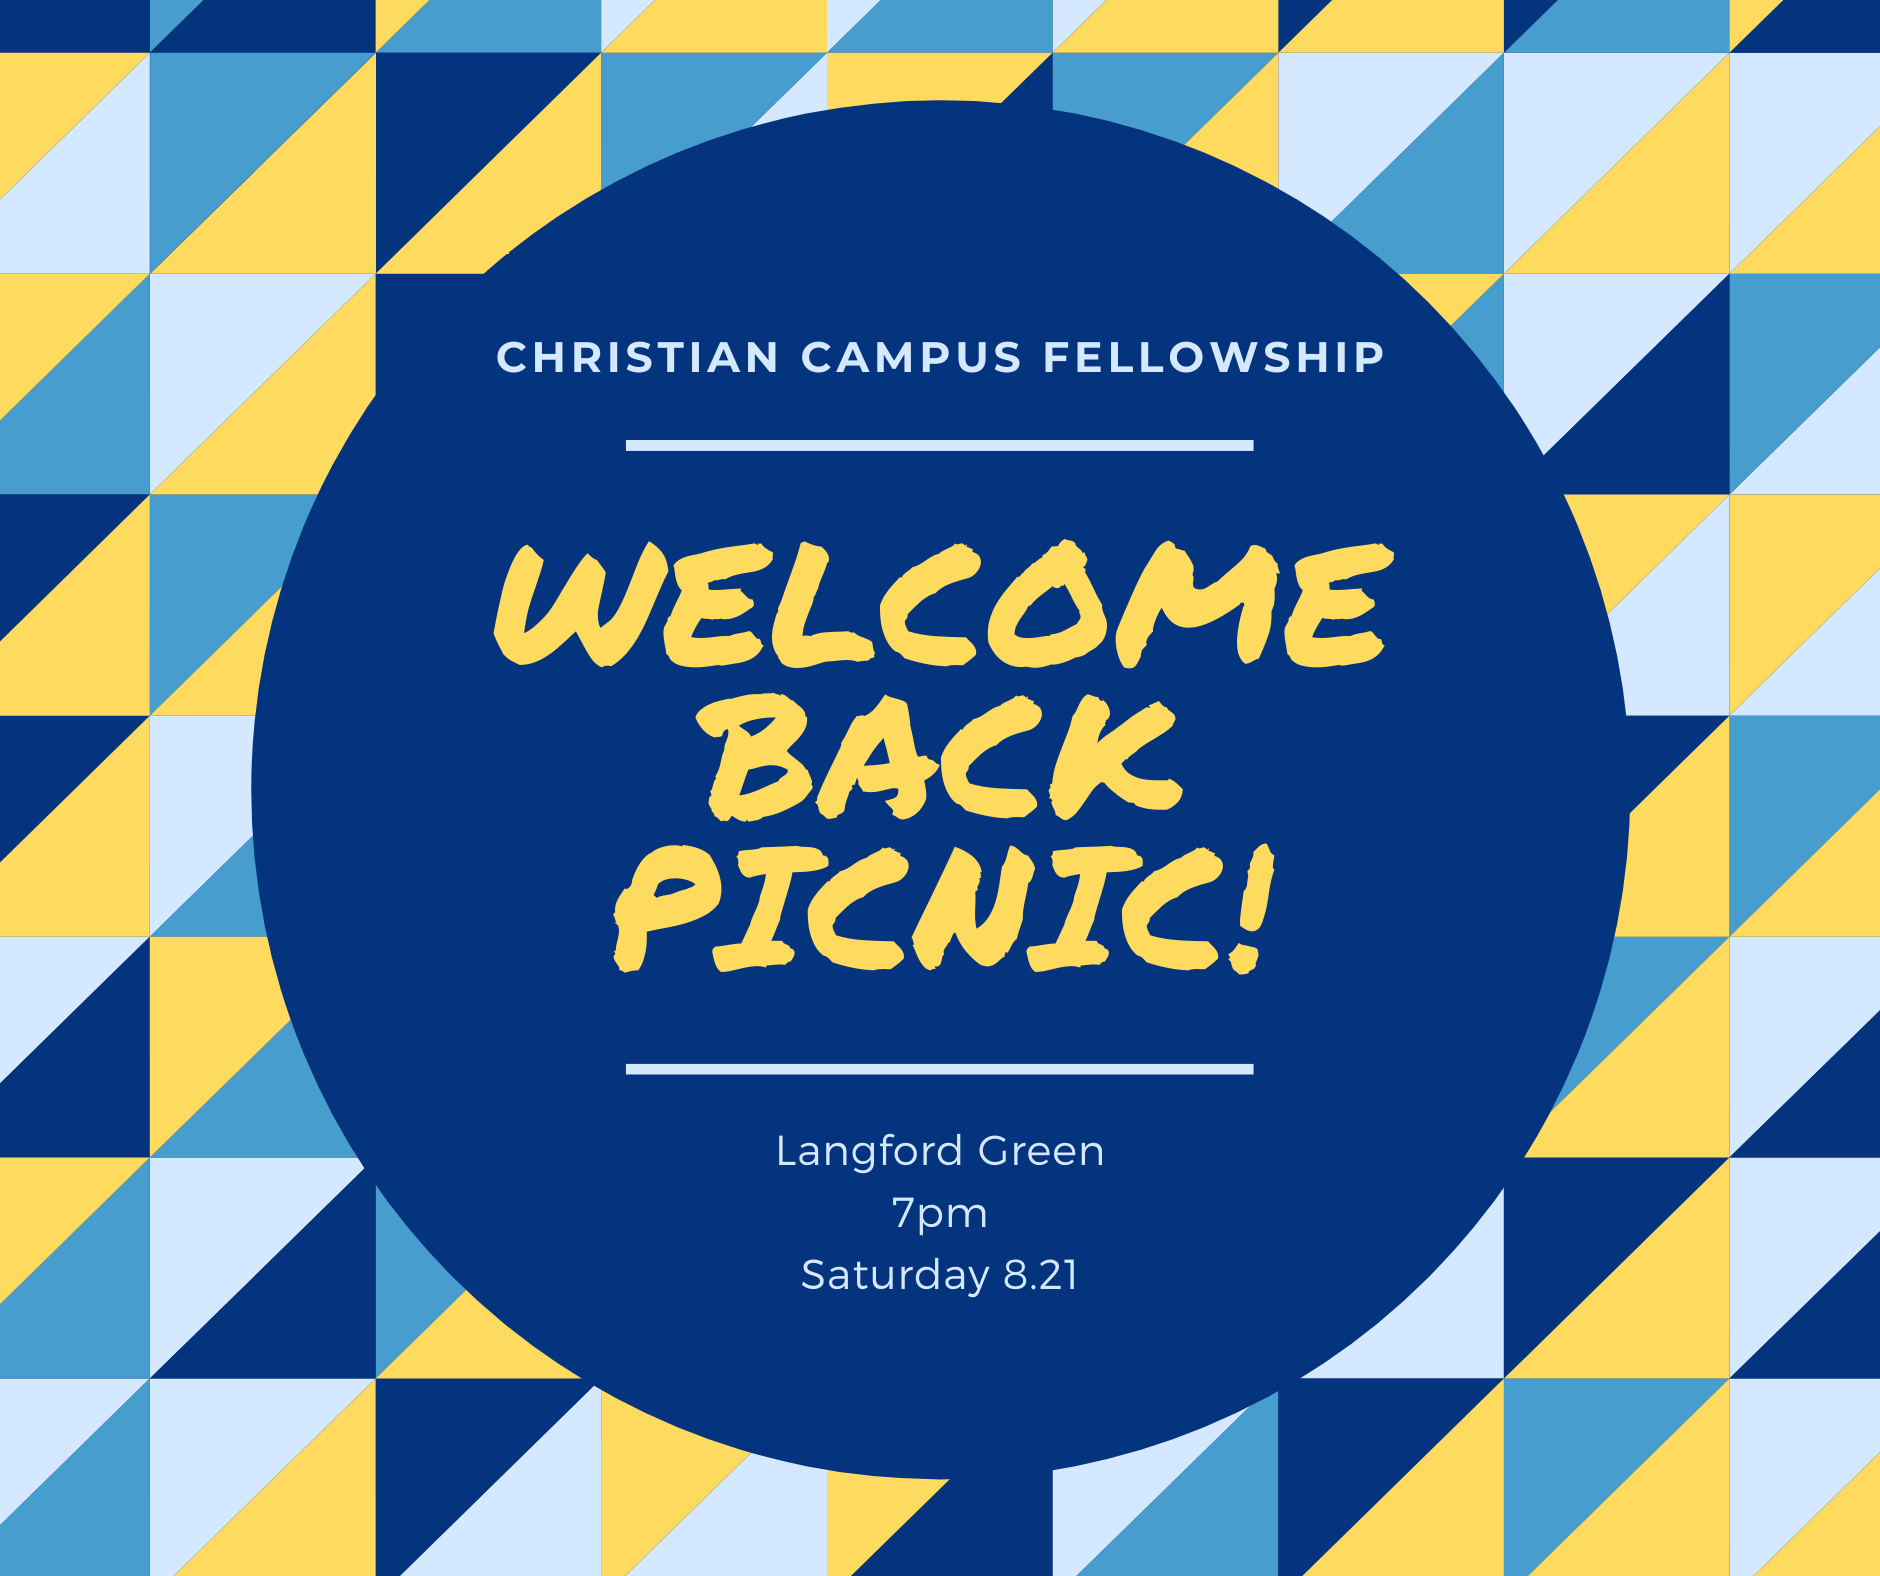 CHRISTIAN CAMPUS FELLOWSHIP
WELCOME
BACK
PICNIC!
Langford Green
7pm
Saturday 8.21